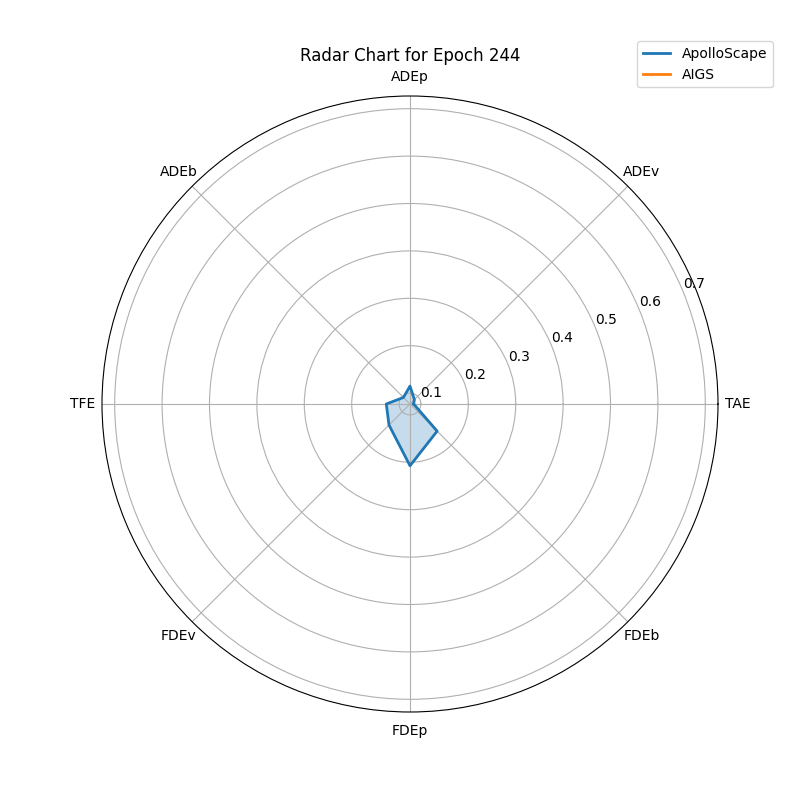 Radar Chart for Epoch 244
ApolloScape
AIGS
ADEp
ADEb
ADEv
0.7
0.6
0.5
0.4
0.3
0.2
0.1
TFE
TAE
FDEv
FDEb
FDEp